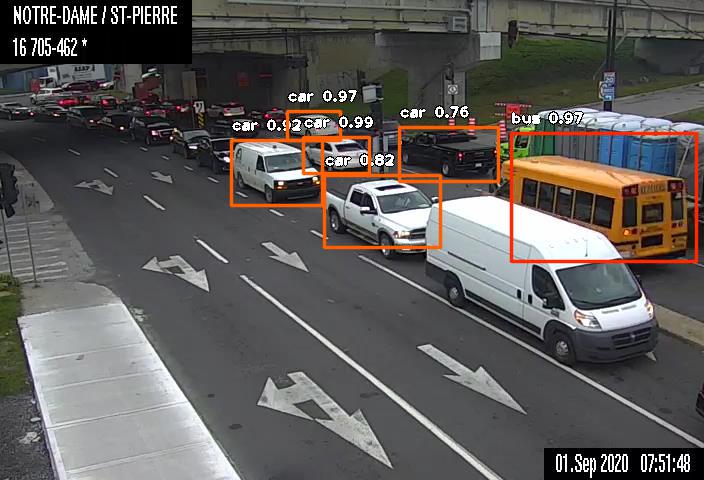 NOTRE-DAME / ST-PIERRE
16 705-462 *
car 0.97
car 0.92
car 0.99
car 0.76
bus 0.97
car 0.82
01.Sep 2020 07:51:48